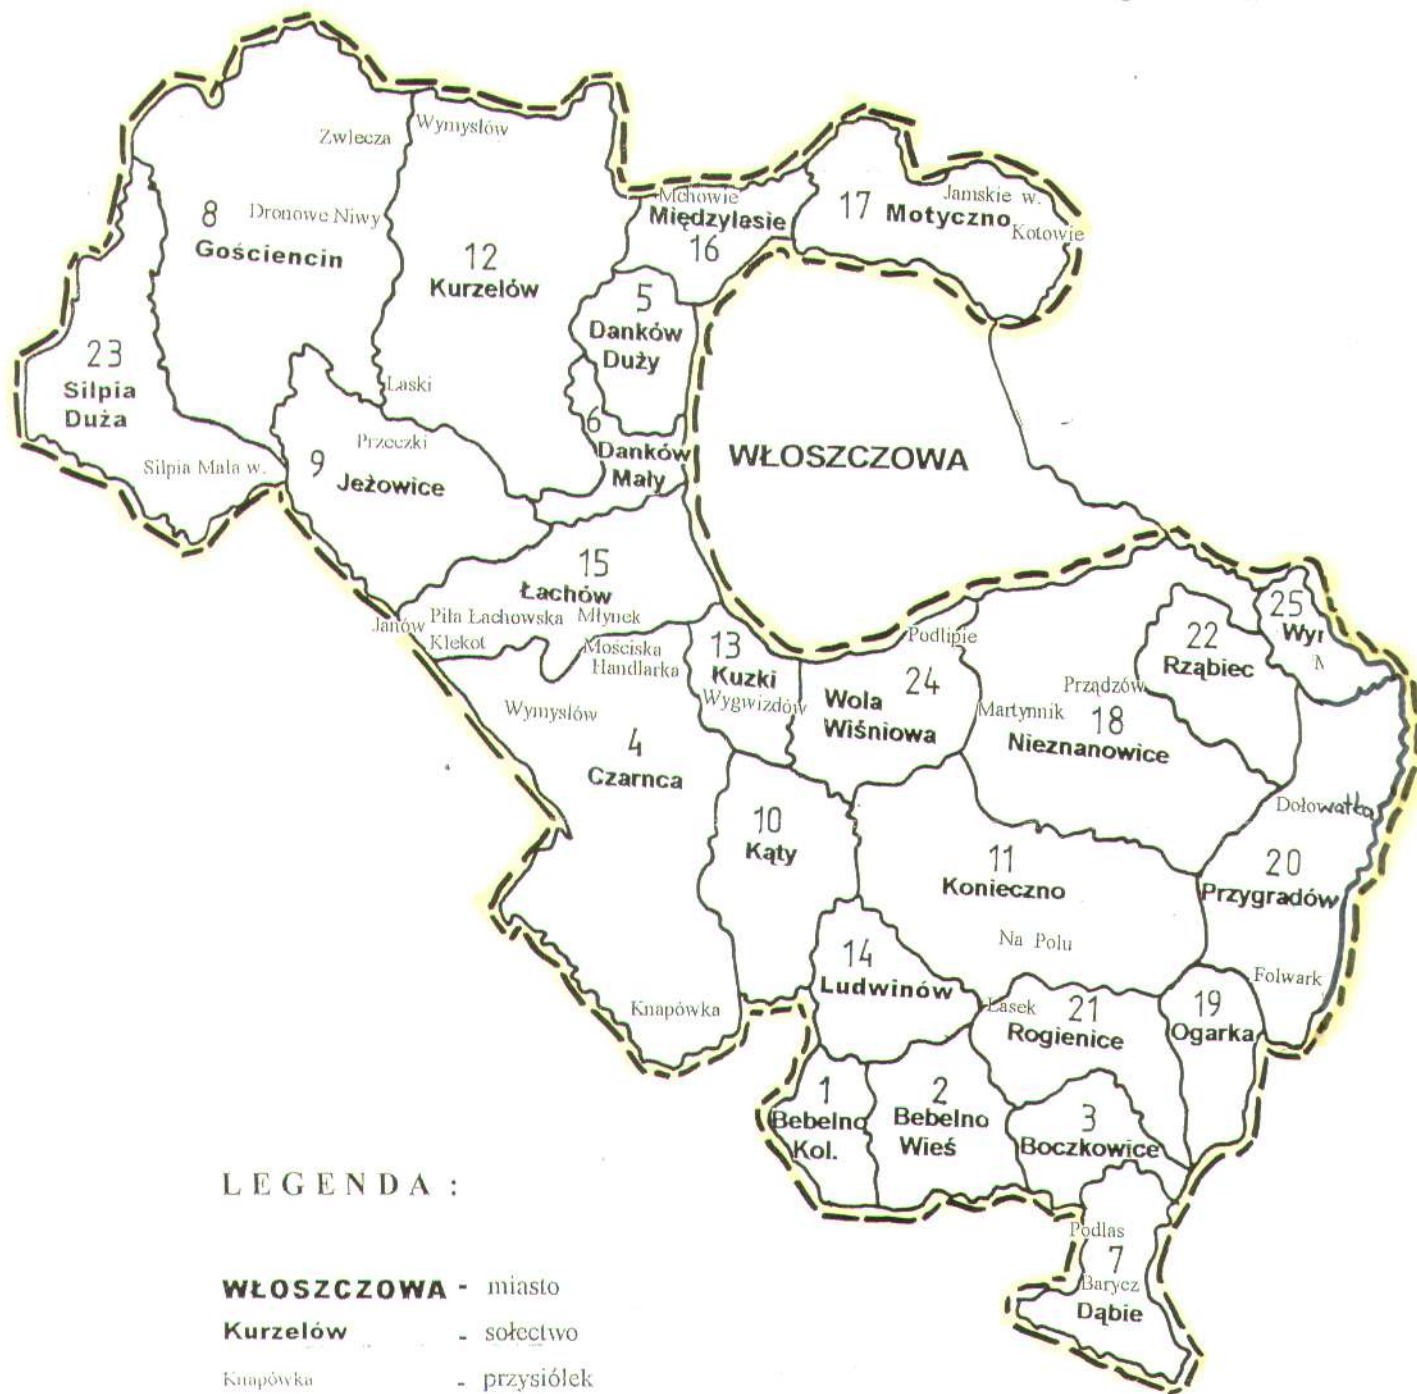 Zwlecza
Wymysłów
8
Dronowe Niwy
Gościencin
12
Kurzelów
Mchowie
Międzylesie
16
17
Motyczno
Jamskie w.
Kotowie
5
Danków
Duży
23
Silpia
Duża
Silpia Mała w.
Laski
Przeczki
9
Jeżowice
6
Danków
Mały
WŁOSZCZOWA
15
Łachów
Janów
Piła Łachowska
Młynek
Klekot
Mościska
Handlarka
13
Kuzki
Wygwizdów
Podlipie
24
Wola
Wiśniowa
25
22
Rząbiec
Prządzów
Martynnik
18
Nieznanowice
Wymysłów
4
Czarnca
Dołowatka
10
Kąty
11
Konieczno
Na Polu
20
Przygradów
Folwark
14
Ludwinów
Knapówka
Łasek
21
Rogienice
19
Ogarka
1
Bebelno
Kol.
2
Bebelno
Wieś
3
Boczkowice
Podlas
7
Barycz
Dąbie
LEGENDA :
WŁOSZCZOWA - miasto
Kurzelów - sołectwo
Knapówka - przysiółek